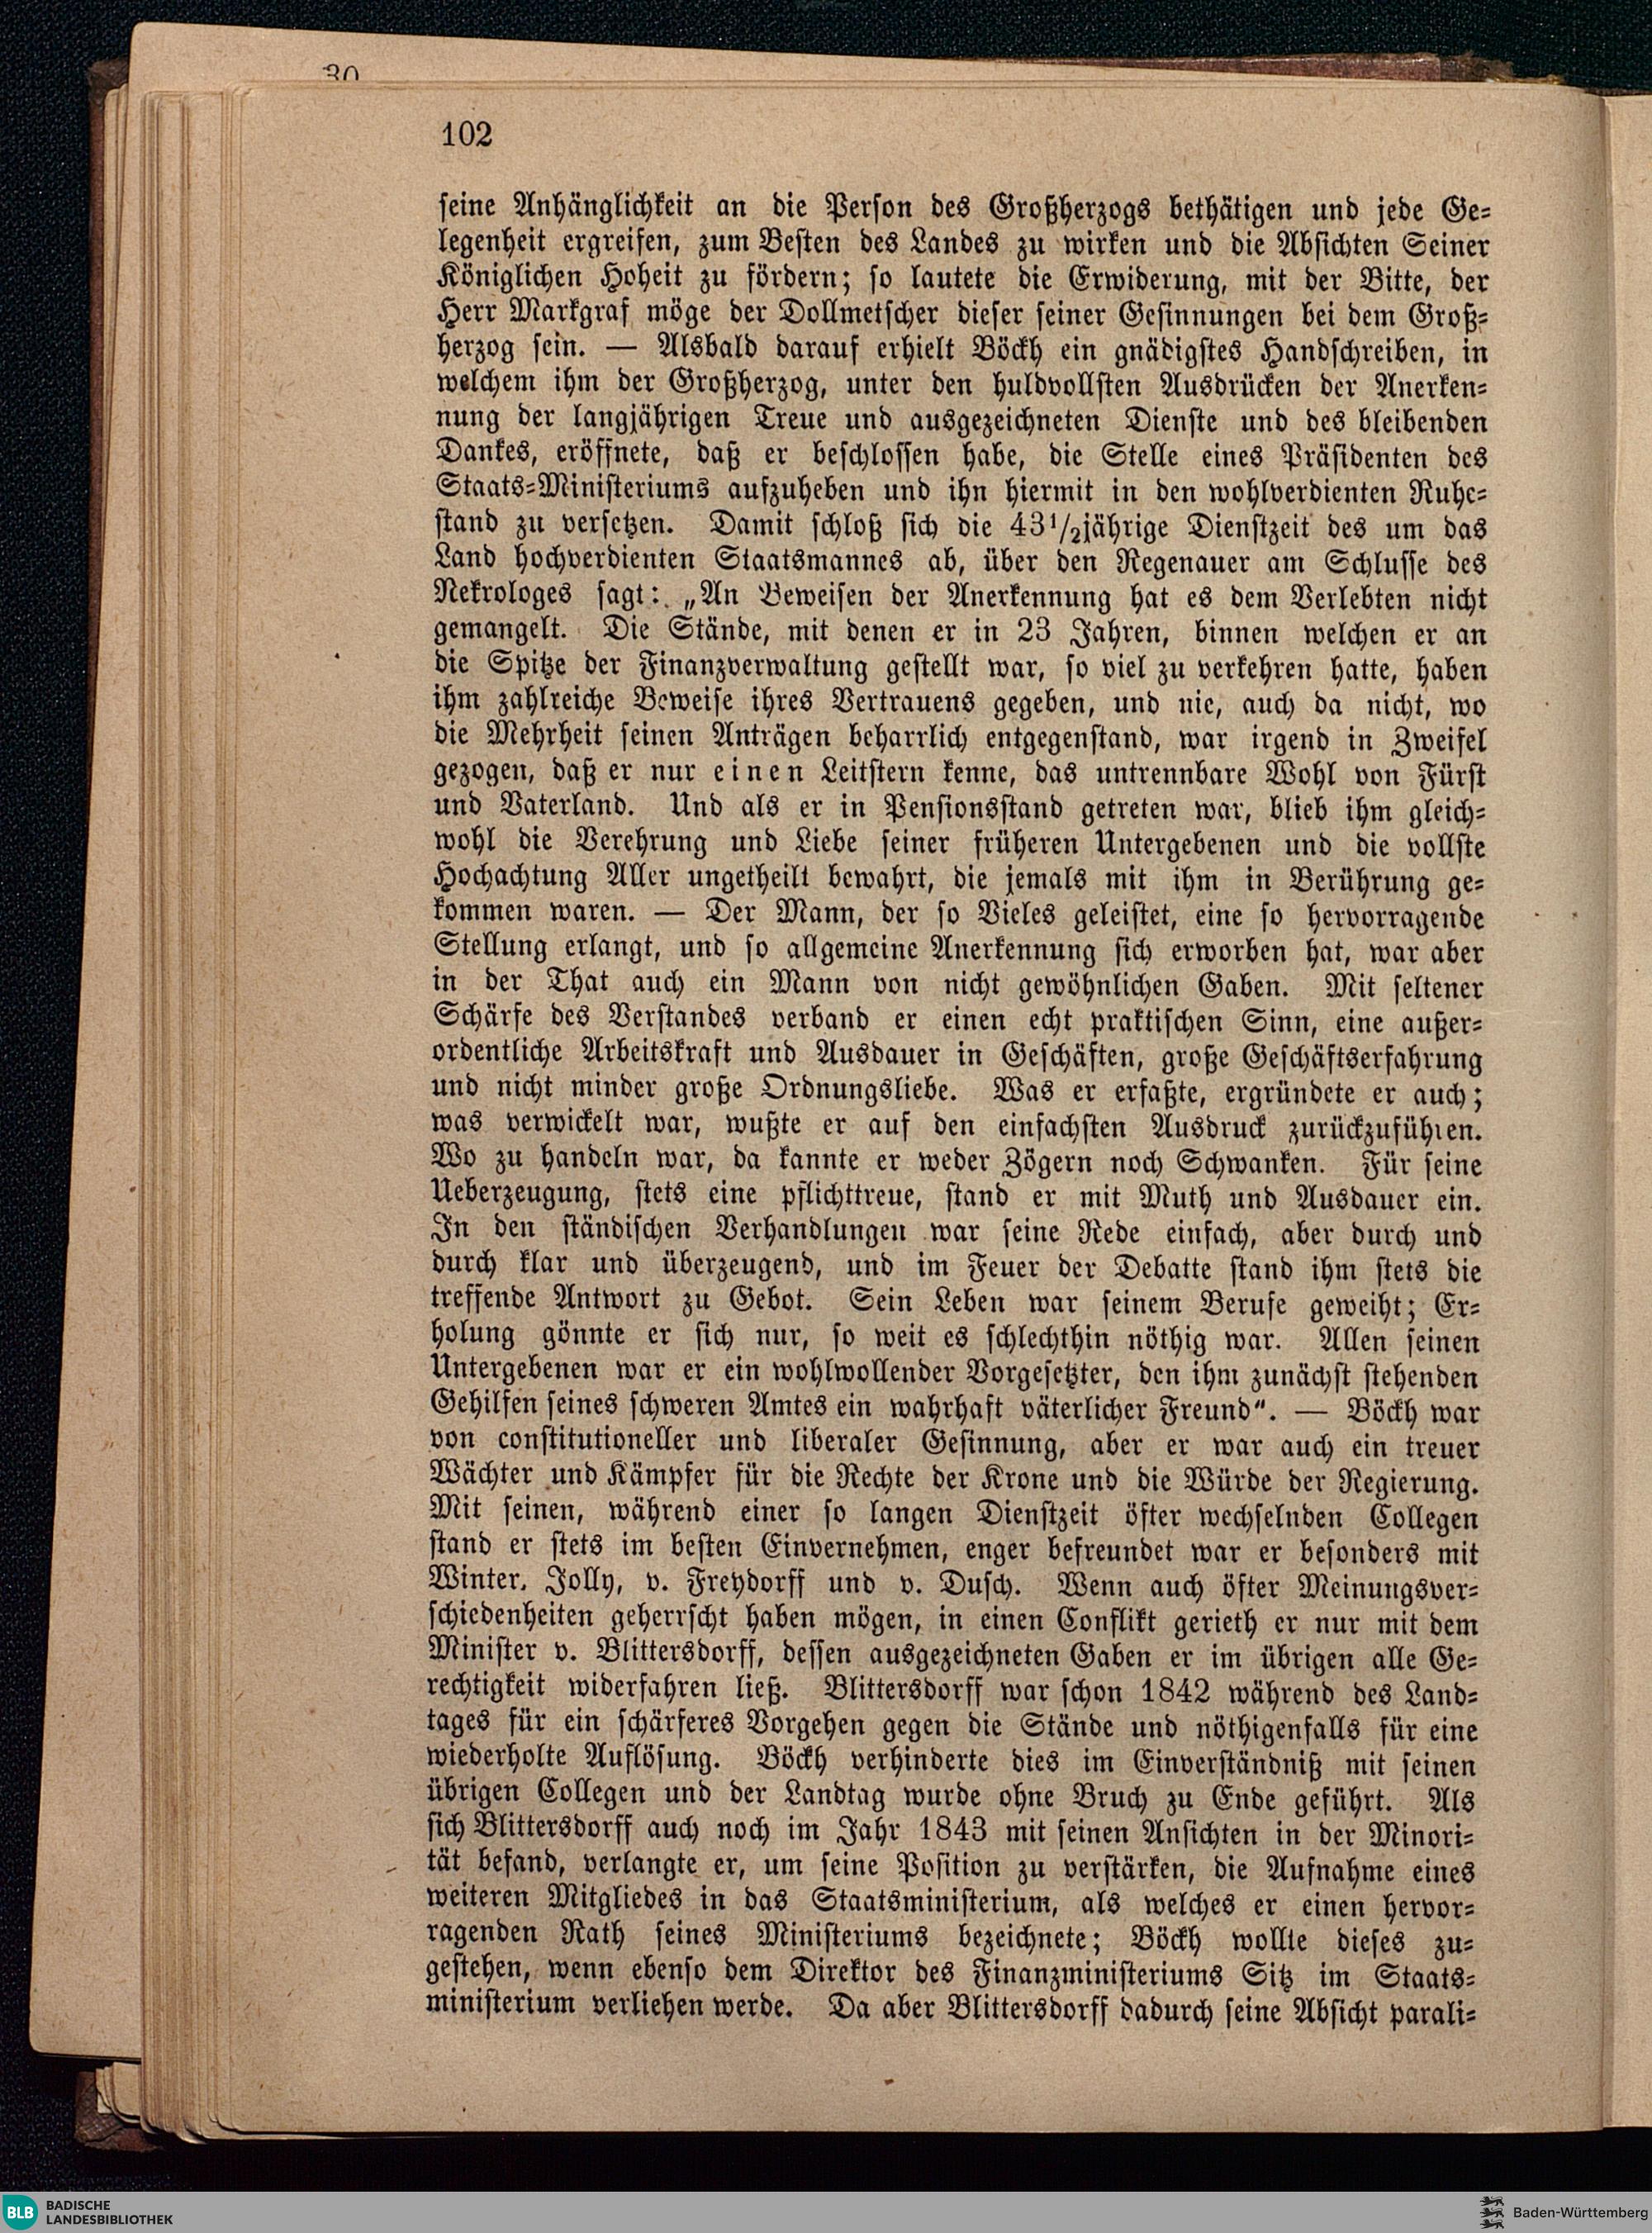 30
102
seine Anhänglichkeit an die Person des Großherzogs bethätigen und jede Ge=
legenheit ergreifen, zum Besten des Landes zu wirken und die Absichten Seiner
Königlichen Hoheit zu fördern; so lautete die Erwiderung, mit der Bitte, der
Herr Markgraf möge der Dollmetscher dieser seiner Gesinnungen bei dem Groß=
herzog sein. — Alsbald darauf erhielt Böckh ein gnädigstes Handschreiben, in
welchem ihm der Großherzog, unter den huldvollsten Ausdrücken der Anerken=
nung der langjährigen Treue und ausgezeichneten Dienste und des bleibenden
Dankes, eröffnete, daß er beschlossen habe, die Stelle eines Präsidenten des
Staats=Ministeriums aufzuheben und ihn hiermit in den wohlverdienten Ruhe=
stand zu versetzen. Damit schloß sich die 43¹/₂jährige Dienstzeit des um das
Land hochverdienten Staatsmannes ab, über den Regenauer am Schlusse des
Nekrologes sagt: „An Beweisen der Anerkennung hat es dem Verlebten nicht
gemangelt. Die Stände, mit denen er in 23 Jahren, binnen welchen er an
die Spitze der Finanzverwaltung gestellt war, so viel zu verkehren hatte, haben
ihm zahlreiche Beweise ihres Vertrauens gegeben, und nie, auch da nicht, wo
die Mehrheit seinen Anträgen beharrlich entgegenstand, war irgend in Zweifel
gezogen, daß er nur einen Leitstern kenne, das untrennbare Wohl von Fürst
und Vaterland. Und als er in Pensionsstand getreten war, blieb ihm gleich=
wohl die Verehrung und Liebe seiner früheren Untergebenen und die vollste
Hochachtung Aller ungetheilt bewahrt, die jemals mit ihm in Berührung ge=
kommen waren. — Der Mann, der so Vieles geleistet, eine so hervorragende
Stellung erlangt, und so allgemeine Anerkennung sich erworben hat, war aber
in der That auch ein Mann von nicht gewöhnlichen Gaben. Mit seltener
Schärfe des Verstandes verband er einen echt praktischen Sinn, eine außer=
ordentliche Arbeitskraft und Ausdauer in Geschäften, große Geschäftserfahrung
und nicht minder große Ordnungsliebe. Was er erfaßte, ergründete er auch;
was verwickelt war, wußte er auf den einfachsten Ausdruck zurückzuführen.
Wo zu handeln war, da kannte er weder Zögern noch Schwanken. Für seine
Ueberzeugung, stets eine pflichttreue, stand er mit Muth und Ausdauer ein.
In den ständischen Verhandlungen war seine Rede einfach, aber durch und
durch klar und überzeugend, und im Feuer der Debatte stand ihm stets die
treffende Antwort zu Gebot. Sein Leben war seinem Berufe geweiht; Er=
holung gönnte er sich nur, so weit es schlechthin nöthig war. Allen seinen
Untergebenen war er ein wohlwollender Vorgesetzter, den ihm zunächst stehenden
Gehilfen seines schweren Amtes ein wahrhaft väterlicher Freund“. — Böckh war
von constitutioneller und liberaler Gesinnung, aber er war auch ein treuer
Wächter und Kämpfer für die Rechte der Krone und die Würde der Regierung.
Mit seinen, während einer so langen Dienstzeit öfter wechselnden Collegen
stand er stets im besten Einvernehmen, enger befreundet war er besonders mit
Winter, Jolly, v. Freydorff und v. Dusch. Wenn auch öfter Meinungsver=
schiedenheiten geherrscht haben mögen, in einen Conflikt gerieth er nur mit dem
Minister v. Blittersdorff, dessen ausgezeichneten Gaben er im übrigen alle Ge=
rechtigkeit widerfahren ließ. Blittersdorff war schon 1842 während des Land=
tages für ein schärferes Vorgehen gegen die Stände und nöthigenfalls für eine
wiederholte Auflösung. Böckh verhinderte dies im Einverständniß mit seinen
übrigen Collegen und der Landtag wurde ohne Bruch zu Ende geführt. Als
sich Blittersdorff auch noch im Jahr 1843 mit seinen Ansichten in der Minori=
tät befand, verlangte er, um seine Position zu verstärken, die Aufnahme eines
weiteren Mitgliedes in das Staatsministerium, als welches er einen hervor=
ragenden Rath seines Ministeriums bezeichnete; Böckh wollte dieses zu=
gestehen, wenn ebenso dem Direktor des Finanzministeriums Sitz im Staats=
ministerium verliehen werde. Da aber Blittersdorff dadurch seine Absicht parali=
BLB BADISCHE
LANDESBIBLIOTHEK
Baden-Württemberg